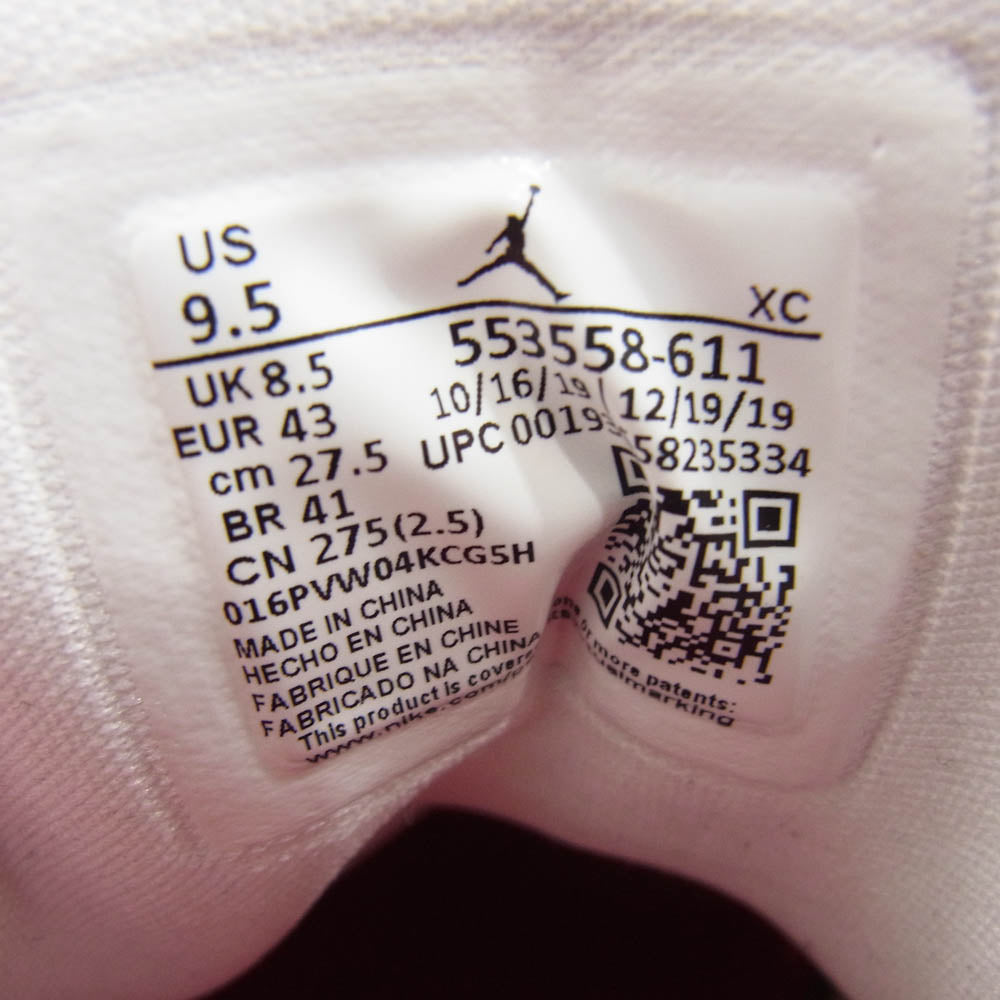 US
9.5
XC
UK 8.5
EUR 43
cm 27.5
BR 41
CN 275(2.5)
553558-611
10/16/19 12/19/19
UPC 00193 58235334
016PVW04KCG5H
MADE IN CHINA
HECHO EN CHINA
FABRIQUE EN CHINE
FABRICADO NA CHINA
This product is or more patents: